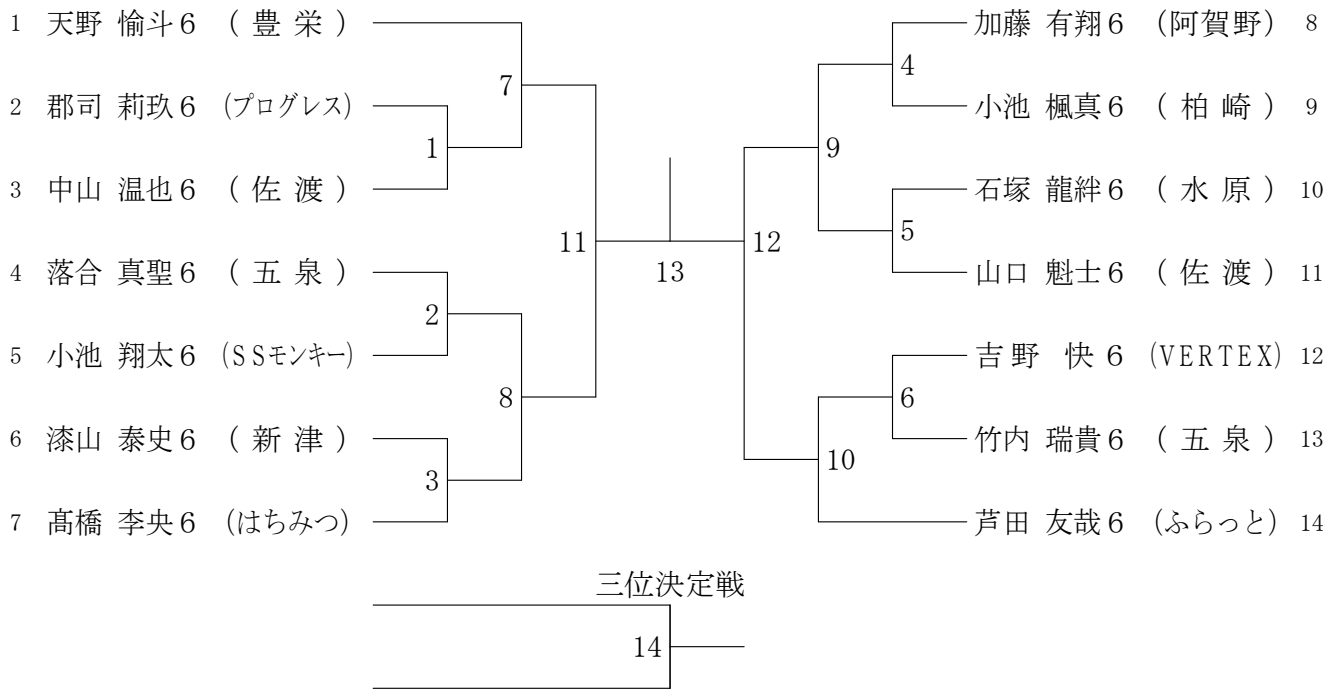 1 天野 愉斗6 (豊栄)
7
2 郡司 莉玖6 (プログレス)
1
3 中山 温也6 (佐渡)
11
4 落合 真聖6 (五泉)
2
5 小池 翔太6 (SSモンキー)
8
6 漆山 泰史6 (新津)
3
7 髙橋 李央6 (はちみつ)
13
加藤 有翔6 (阿賀野) 8
4
小池 楓真6 (柏崎) 9
9
石塚 龍絆6 (水原) 10
5
山口 魁士6 (佐渡) 11
12
吉野 快6 (VERTEX) 12
6
竹内 瑞貴6 (五泉) 13
10
芦田 友哉6 (ふらっと) 14
三位決定戦
14